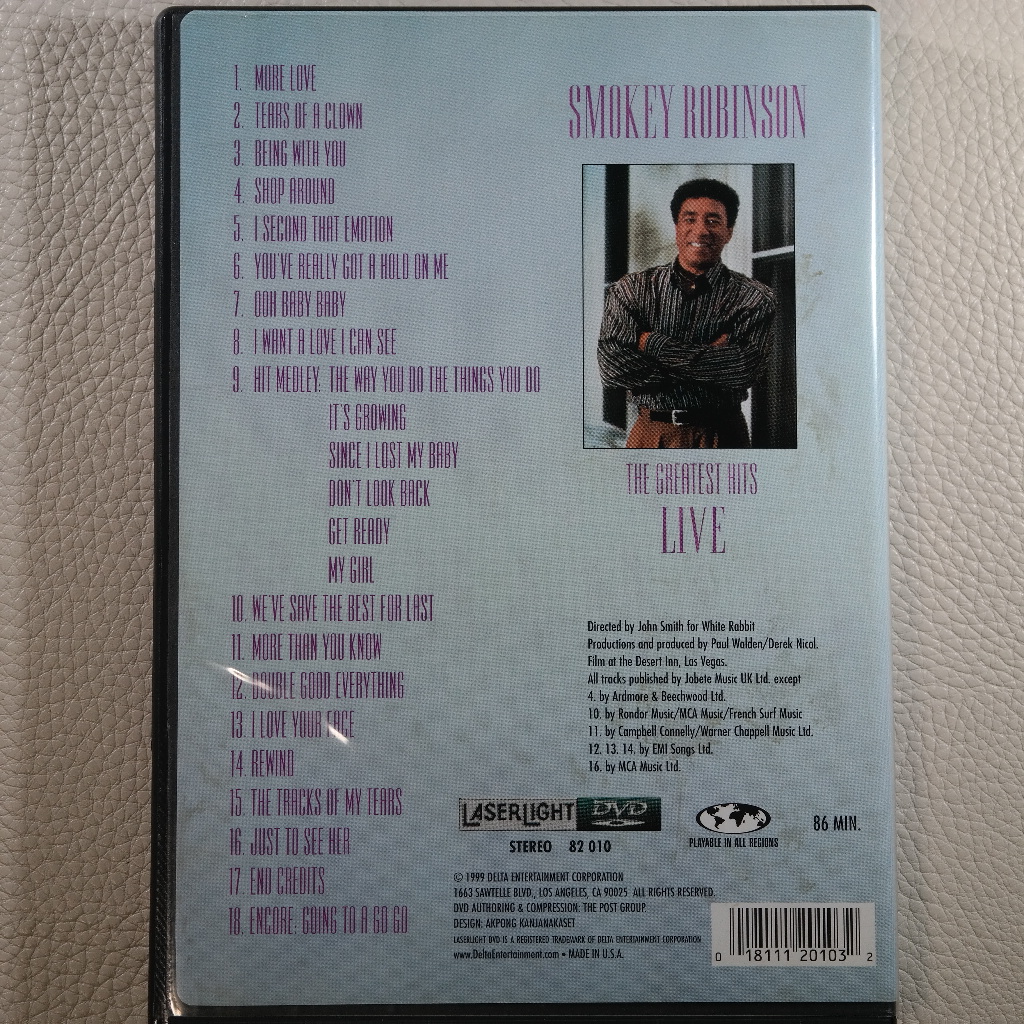 1. MORE LOVE
2. TEARS OF A CLOWN
3. BEING WITH YOU
4. SHOP AROUND
5. I SECOND THAT EMOTION
6. YOU'VE REALLY GOT A HOLD ON ME
7. OOH BABY BABY
8. I WANT A LOVE I CAN SEE
9. HIT MEDLEY: THE WAY YOU DO THE THINGS YOU DO
IT'S GROWING
SINCE I LOST MY BABY
DON'T LOOK BACK
GET READY
MY GIRL
10. WE'VE SAVE THE BEST FOR LAST
11. MORE THAN YOU KNOW
12. DOUBLE GOOD EVERYTHING
13. I LOVE YOUR FACE
14. REWIND
15. THE TRACKS OF MY TEARS
16. JUST TO SEE HER
17. END CREDITS
18. ENCORE: GOING TO A GO GO
SMOKEY ROBINSON
THE GREATEST HITS
LIVE
Directed by John Smith for White Rabbit
Productions and produced by Paul Walden/Derek Nicol.
Film at the Desert Inn, Las Vegas.
All tracks published by Jobete Music UK Ltd. except
4. by Ardmore & Beechwood Ltd.
10. by Rondor Music/MCA Music/French Surf Music
11. by Campbell Connelly/Warner Chappell Music Ltd.
12. 13. 14. by EMI Songs Ltd.
16. by MCA Music Ltd.
LASERLIGHT DVD
STEREO 82 010
PLAYABLE IN ALL REGIONS
86 MIN.
© 1999 DELTA ENTERTAINMENT CORPORATION
1663 SAWTELLE BLVD., LOS ANGELES, CA 90025. ALL RIGHTS RESERVED.
DVD AUTHORING & COMPRESSION: THE POST GROUP
DESIGN: AKPONG KANJANAKASET
LASERLIGHT DVD IS A REGISTERED TRADEMARK OF DELTA ENTERTAINMENT CORPORATION
www.DeltaEntertainment.com • MADE IN U.S.A.
0 18111 20103 2